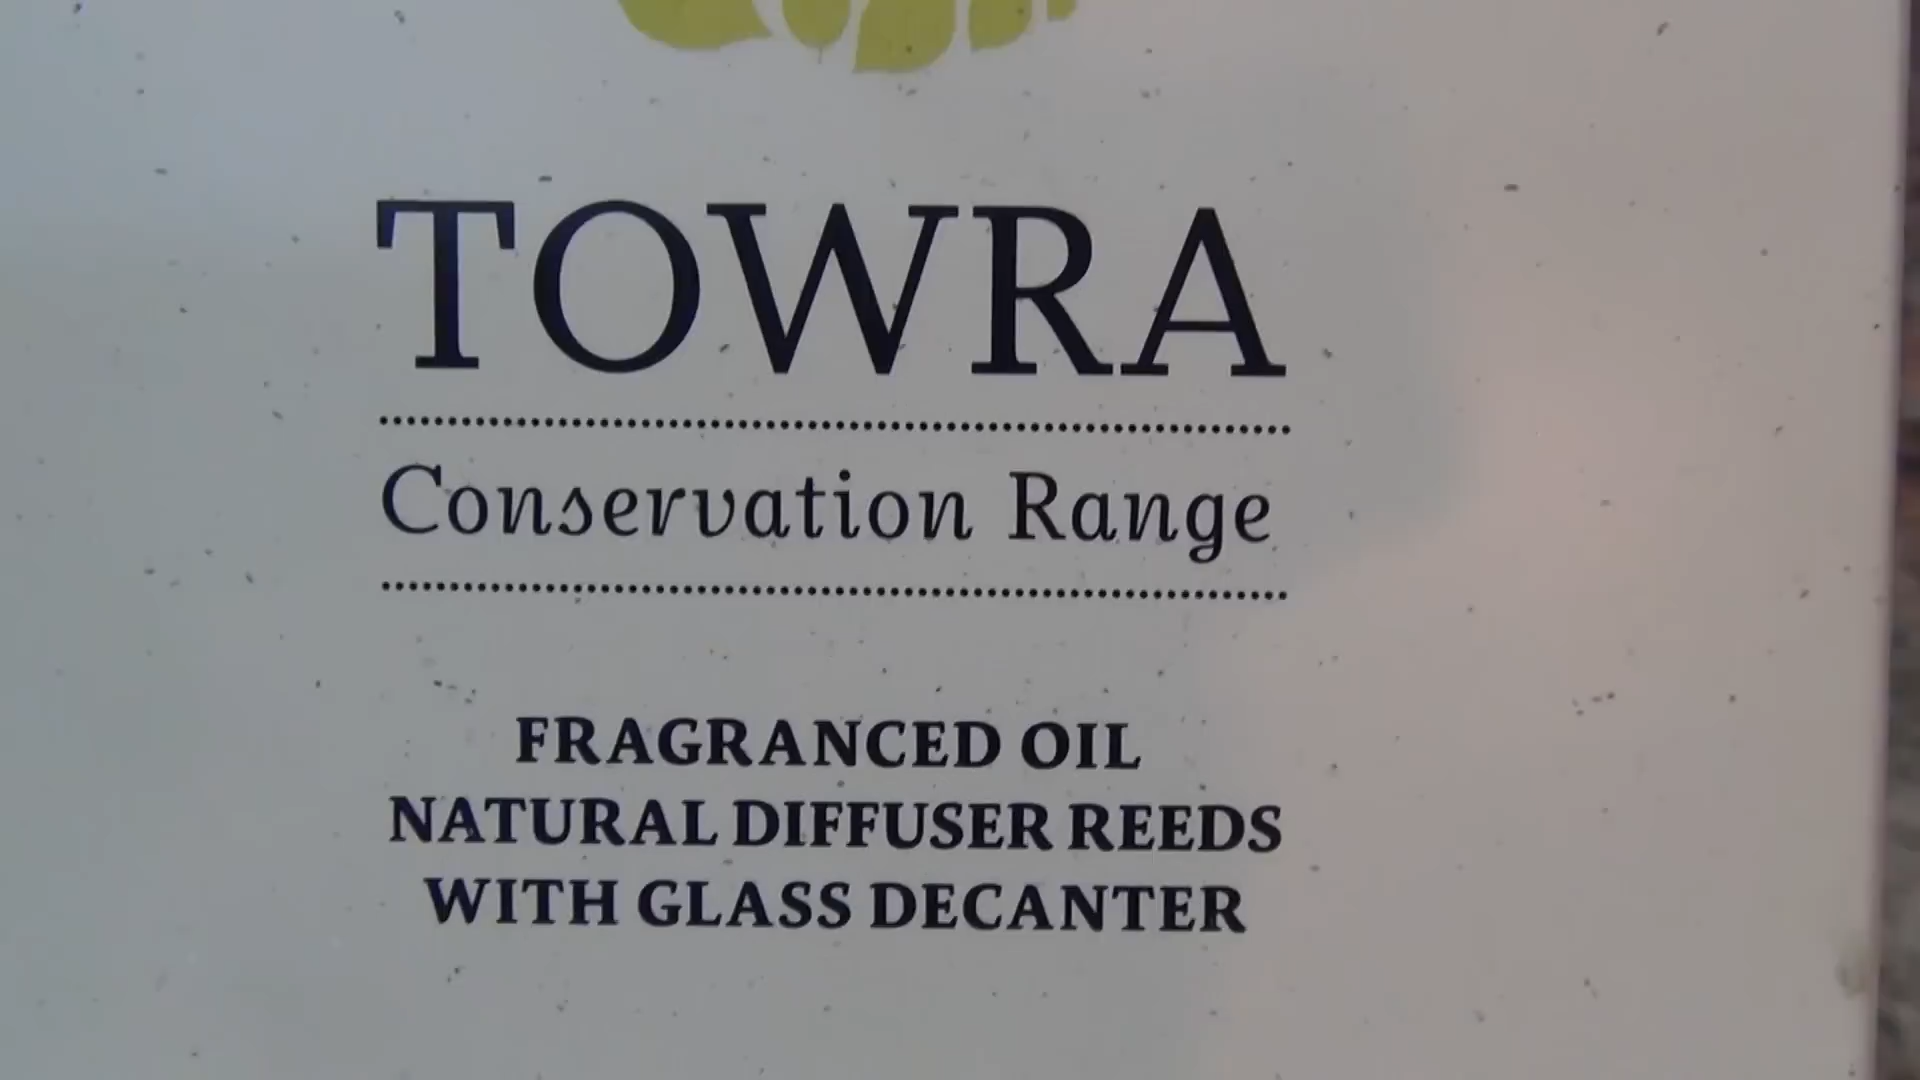 TOWRA
Conservation Range
FRAGRANCED OIL
NATURAL DIFFUSER REEDS
WITH GLASS DECANTER